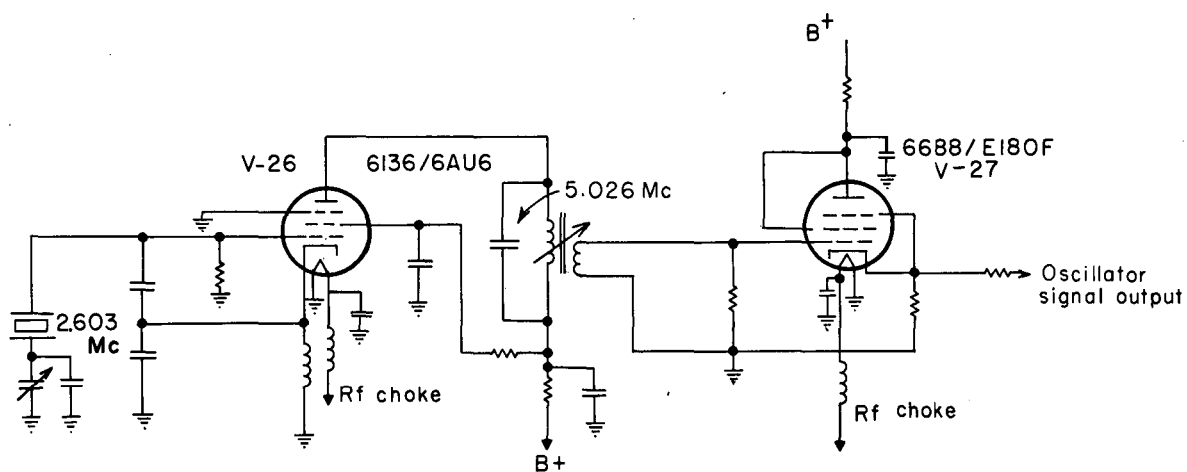 B+
V-26
6136/6AU6
6688/E180F
V-27
5.026 Mc
2.603
Mc
Oscillator
signal output
Rf choke
Rf choke
B+